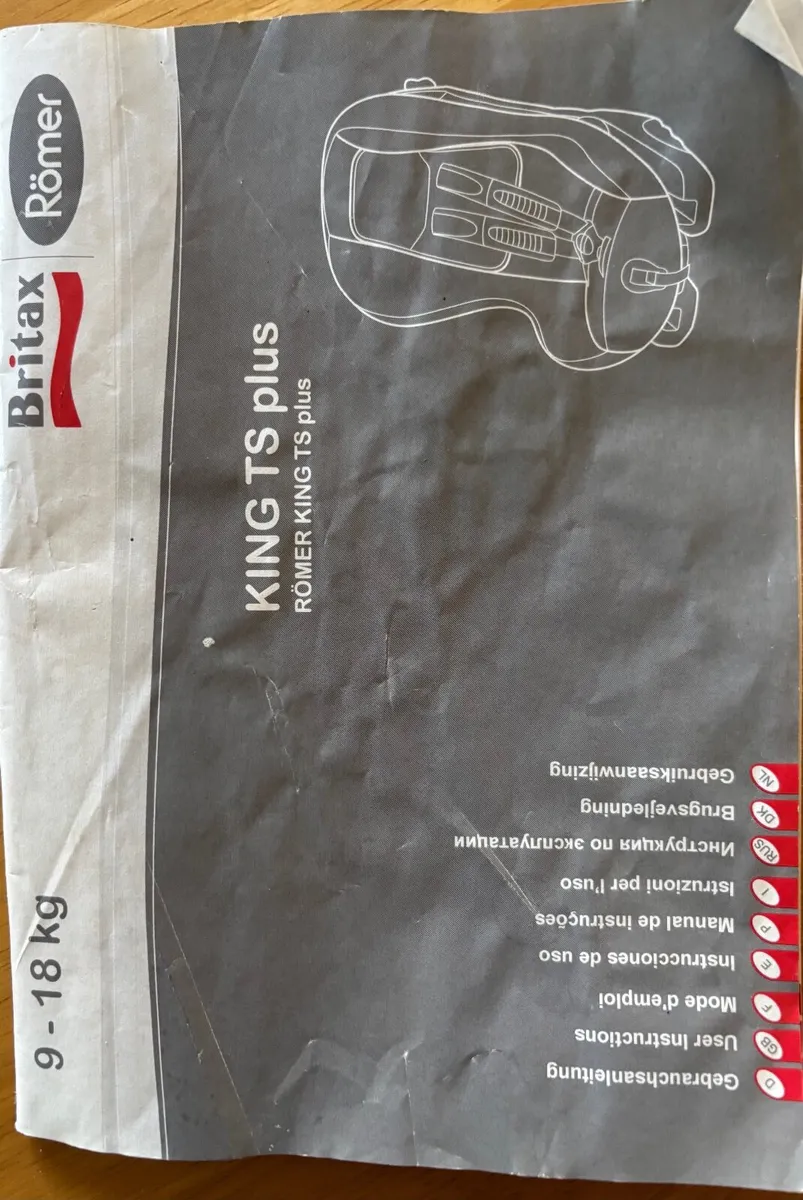 9 - 18 kg
Britax
Römer
KING TS plus
RÖMER KING TS plus
D Gebrauchsanleitung
GB User Instructions
F Mode d'emploi
E Instrucciones de uso
P Manual de instruções
I Istruzioni per l'uso
RUS Инструкция по эксплуатации
DK Brugsvejledning
NL Gebruiksaanwijzing